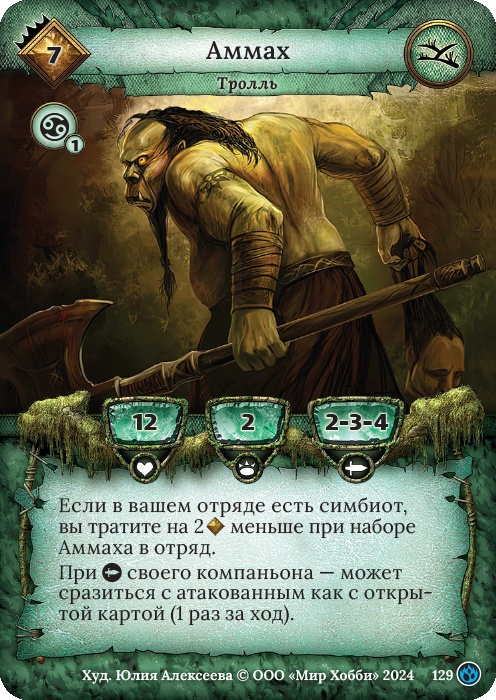 7
Аммах
Тролль
1
12
2
2-3-4
Если в вашем отряде есть симбиот,
вы тратите на 2 меньше при наборе
Аммаха в отряд.
При своего компаньона — может
сразиться с атакованным как с откры-
той картой (1 раз за ход).
Худ. Юлия Алексеева © ООО «Мир Хобби» 2024 129